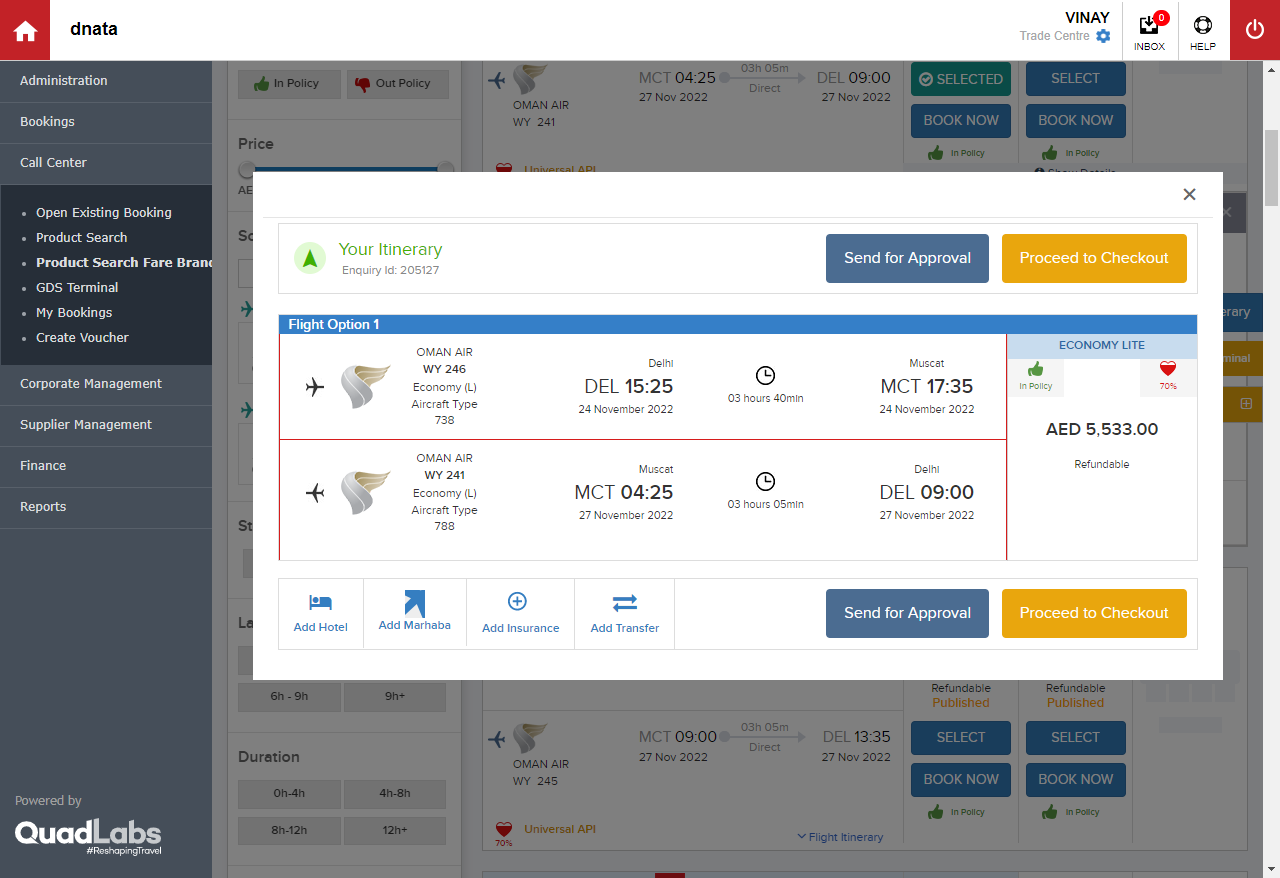 dnata
VINAY
Trade Centre
0
INBOX
HELP
Administration
Bookings
Call Center
Open Existing Booking
Product Search
Product Search Fare Brand
GDS Terminal
My Bookings
Create Voucher
Corporate Management
Supplier Management
Finance
Reports
Powered by
QuadLabs
#ReshapingTravel
In Policy
Out Policy
Price
AE
OMAN AIR
WY 241
MCT 04:25
27 Nov 2022
03h 05m
Direct
DEL 09:00
27 Nov 2022
SELECTED
SELECT
BOOK NOW
BOOK NOW
In Policy
In Policy
Universal API
Show Details
Your Itinerary
Enquiry Id: 205127
Send for Approval
Proceed to Checkout
Flight Option 1
OMAN AIR
WY 246
Economy (L)
Aircraft Type
738
Delhi
DEL 15:25
24 November 2022
03 hours 40min
Muscat
MCT 17:35
24 November 2022
ECONOMY LITE
In Policy
70%
AED 5,533.00
Refundable
OMAN AIR
WY 241
Economy (L)
Aircraft Type
788
Muscat
MCT 04:25
27 November 2022
03 hours 05min
Delhi
DEL 09:00
27 November 2022
Add Hotel
Add Marhaba
Add Insurance
Add Transfer
Send for Approval
Proceed to Checkout
So
St
La
erary
minal
6h - 9h
9h+
Duration
0h-4h
4h-8h
8h-12h
12h+
Refundable
Published
Refundable
Published
OMAN AIR
WY 245
MCT 09:00
27 Nov 2022
03h 05m
Direct
DEL 13:35
27 Nov 2022
SELECT
SELECT
BOOK NOW
BOOK NOW
In Policy
In Policy
70%
Universal API
Flight Itinerary